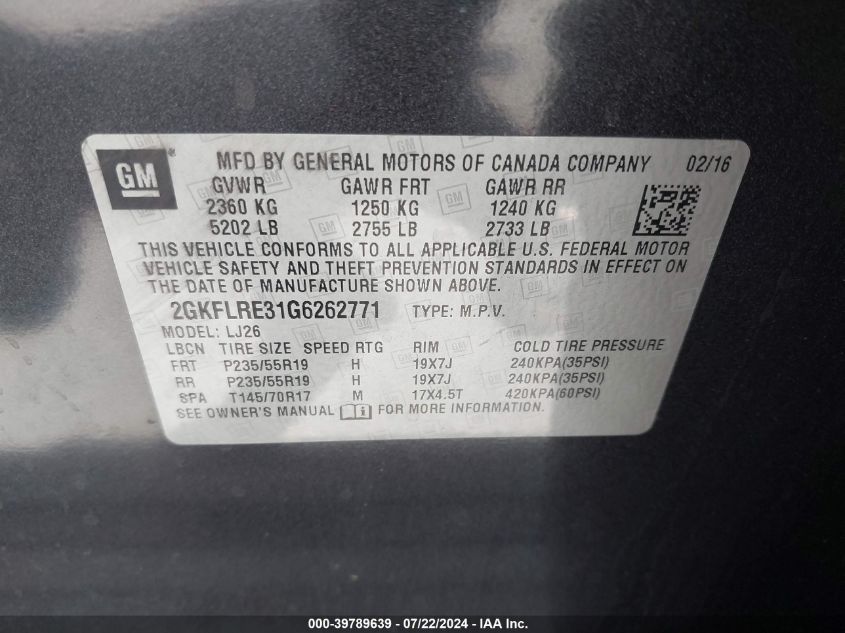 GM ® MFD BY GENERAL MOTORS OF CANADA COMPANY 02/16
GVWR GAWR FRT GAWR RR
2360 KG 1250 KG 1240 KG
5202 LB 2755 LB 2733 LB
THIS VEHICLE CONFORMS TO ALL APPLICABLE U.S. FEDERAL MOTOR
VEHICLE SAFETY AND THEFT PREVENTION STANDARDS IN EFFECT ON
THE DATE OF MANUFACTURE SHOWN ABOVE.
2GKFLRE31G6262771 TYPE: M.P.V.
MODEL: LJ26
LBCN TIRE SIZE SPEED RTG RIM COLD TIRE PRESSURE
FRT P235/55R19 H 19X7J 240KPA(35PSI)
RR P235/55R19 H 19X7J 240KPA(35PSI)
SPA T145/70R17 M 17X4.5T 420KPA(60PSI)
SEE OWNER'S MANUAL FOR MORE INFORMATION.
000-39789639 - 07/22/2024 - IAA Inc.